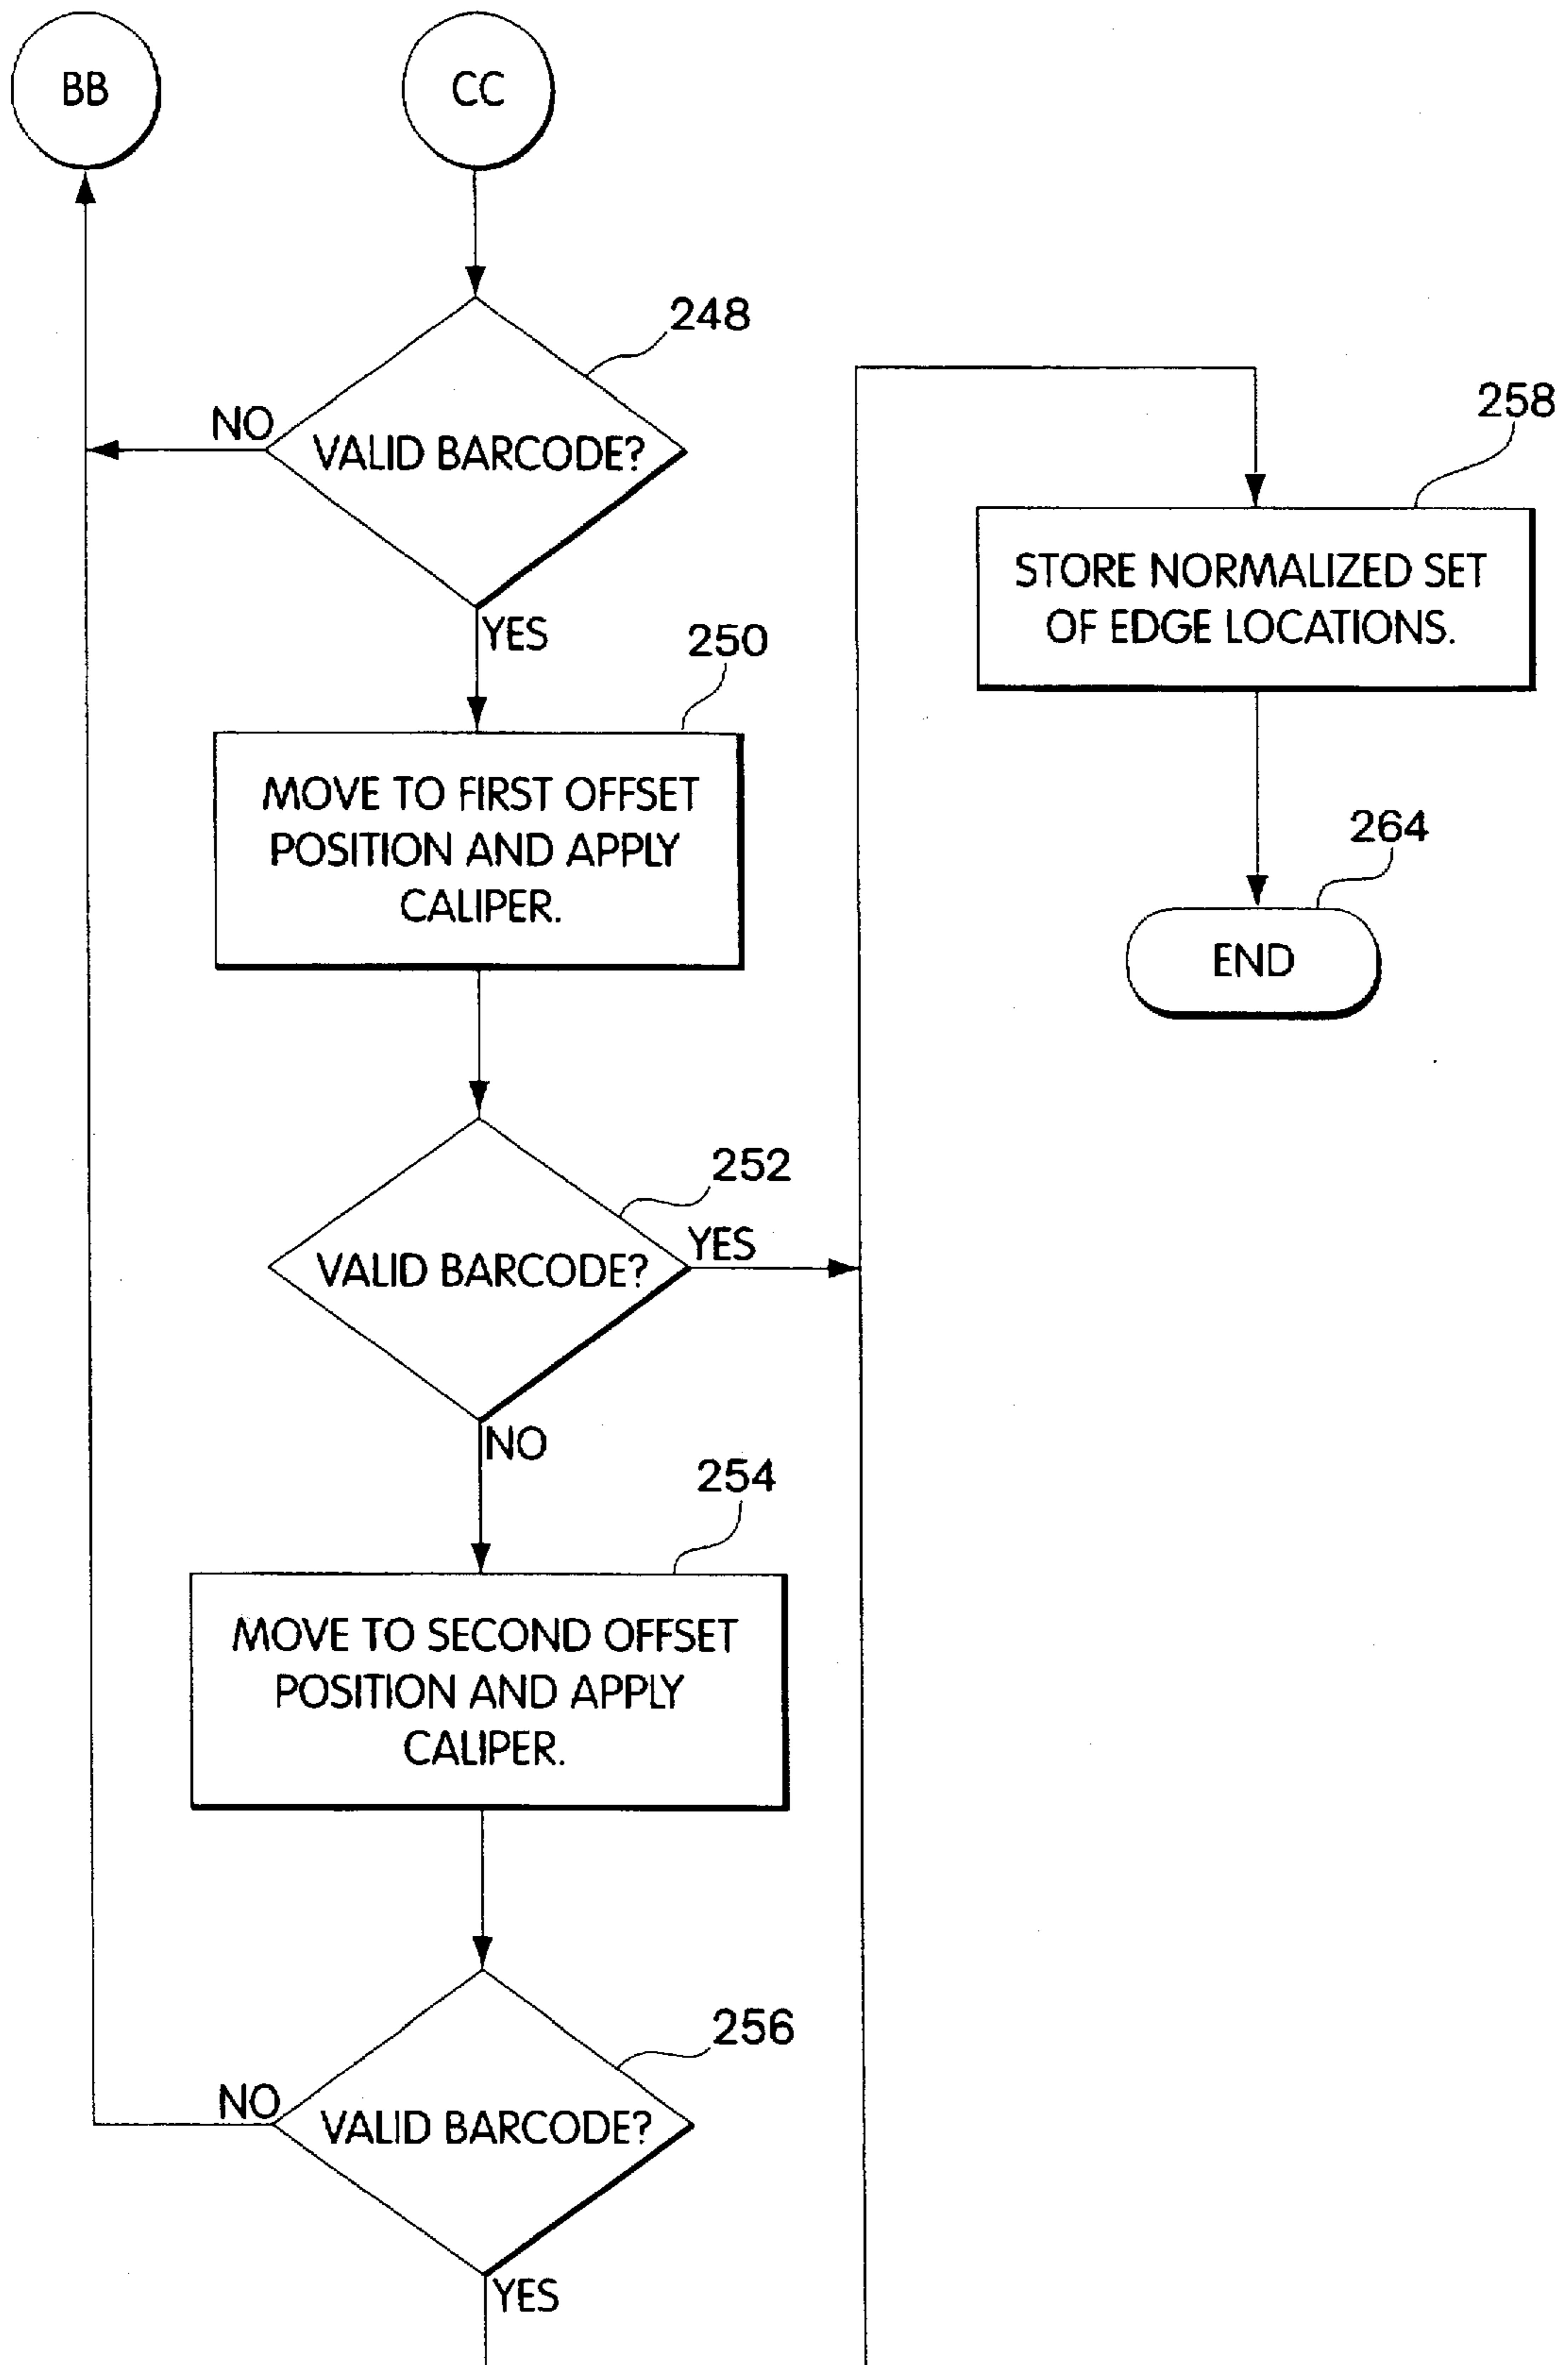 BB
CC
248
NO
VALID BARCODE?
YES
250
MOVE TO FIRST OFFSET
POSITION AND APPLY
CALIPER.
252
VALID BARCODE?
YES
NO
254
MOVE TO SECOND OFFSET
POSITION AND APPLY
CALIPER.
256
NO
VALID BARCODE?
YES
258
STORE NORMALIZED SET
OF EDGE LOCATIONS.
264
END